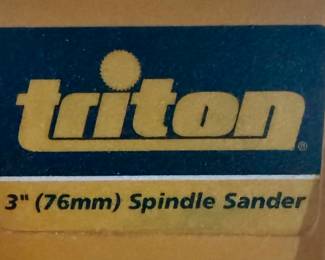 triton®
3" (76mm) Spindle Sander